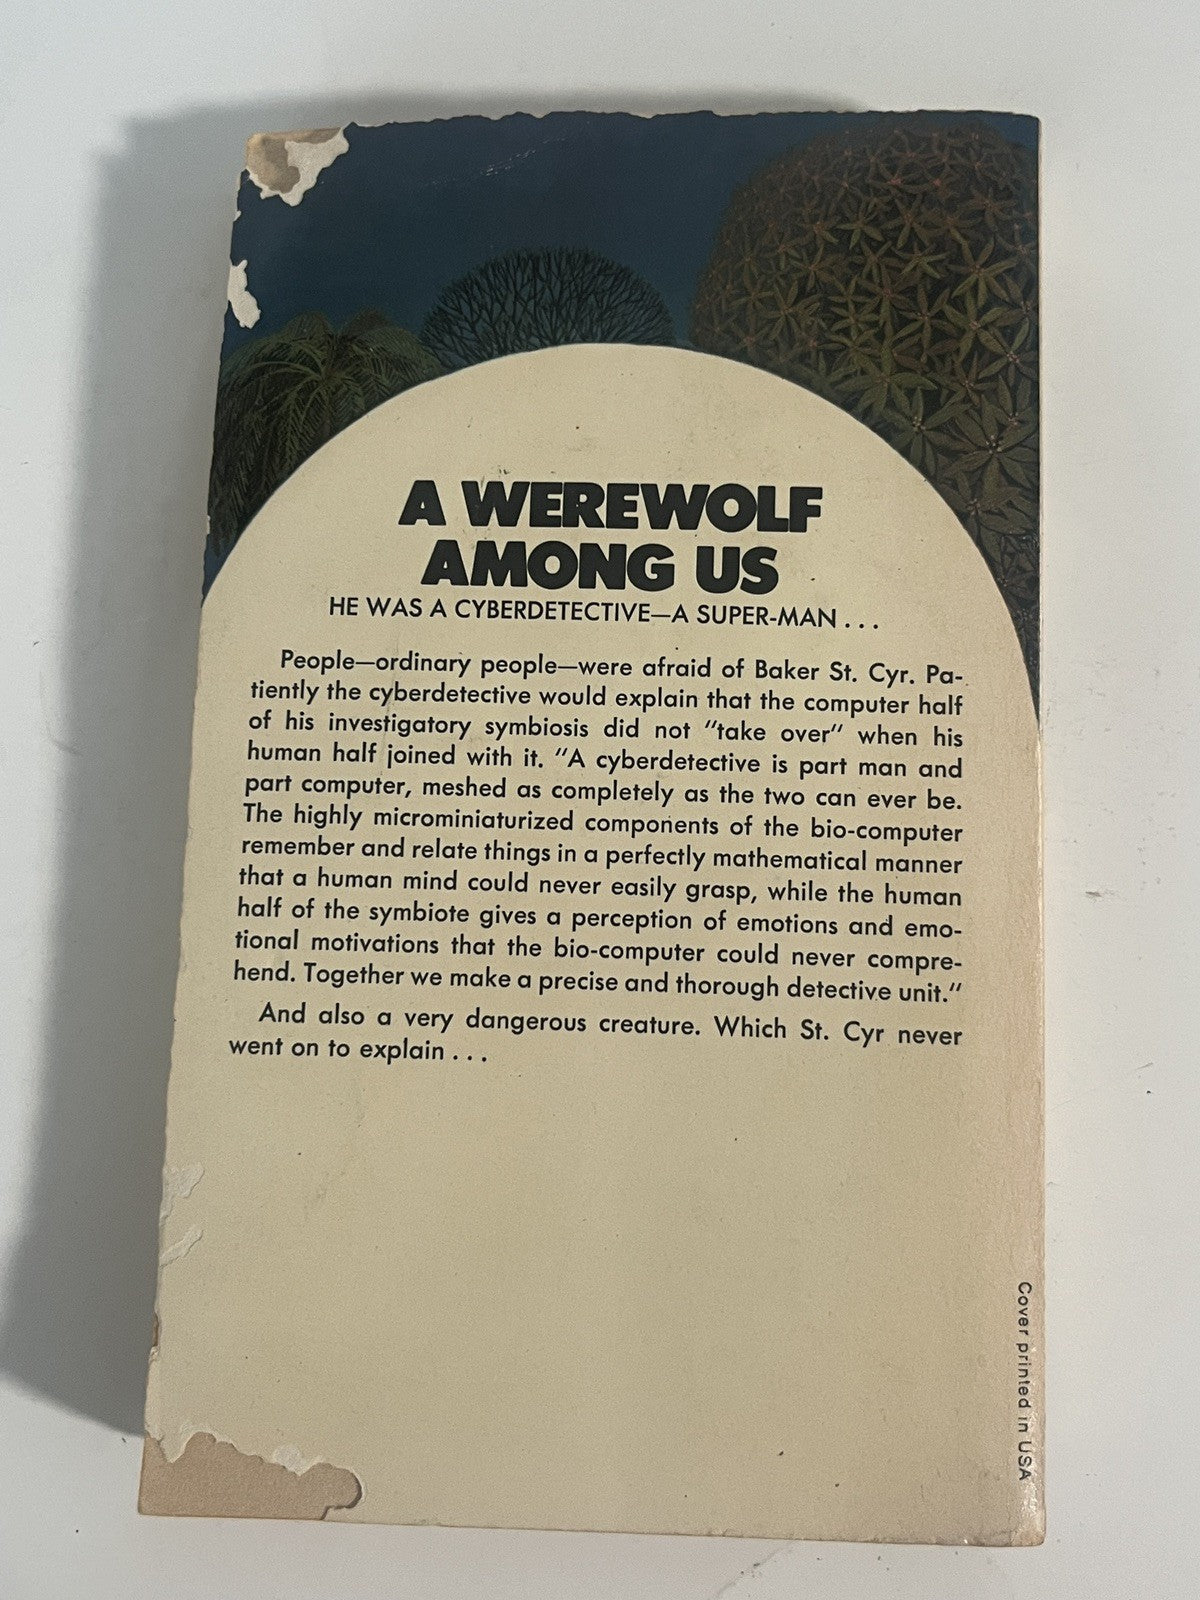 A WEREWOLF
AMONG US
HE WAS A CYBERDETECTIVE—A SUPER-MAN . . .
People—ordinary people—were afraid of Baker St. Cyr. Pa-
tiently the cyberdetective would explain that the computer half
of his investigatory symbiosis did not "take over" when his
human half joined with it. "A cyberdetective is part man and
part computer, meshed as completely as the two can ever be.
The highly microminiaturized components of the bio-computer
remember and relate things in a perfectly mathematical manner
that a human mind could never easily grasp, while the human
half of the symbiote gives a perception of emotions and emo-
tional motivations that the bio-computer could never compre-
hend. Together we make a precise and thorough detective unit."
And also a very dangerous creature. Which St. Cyr never
went on to explain . . .
Cover printed in USA